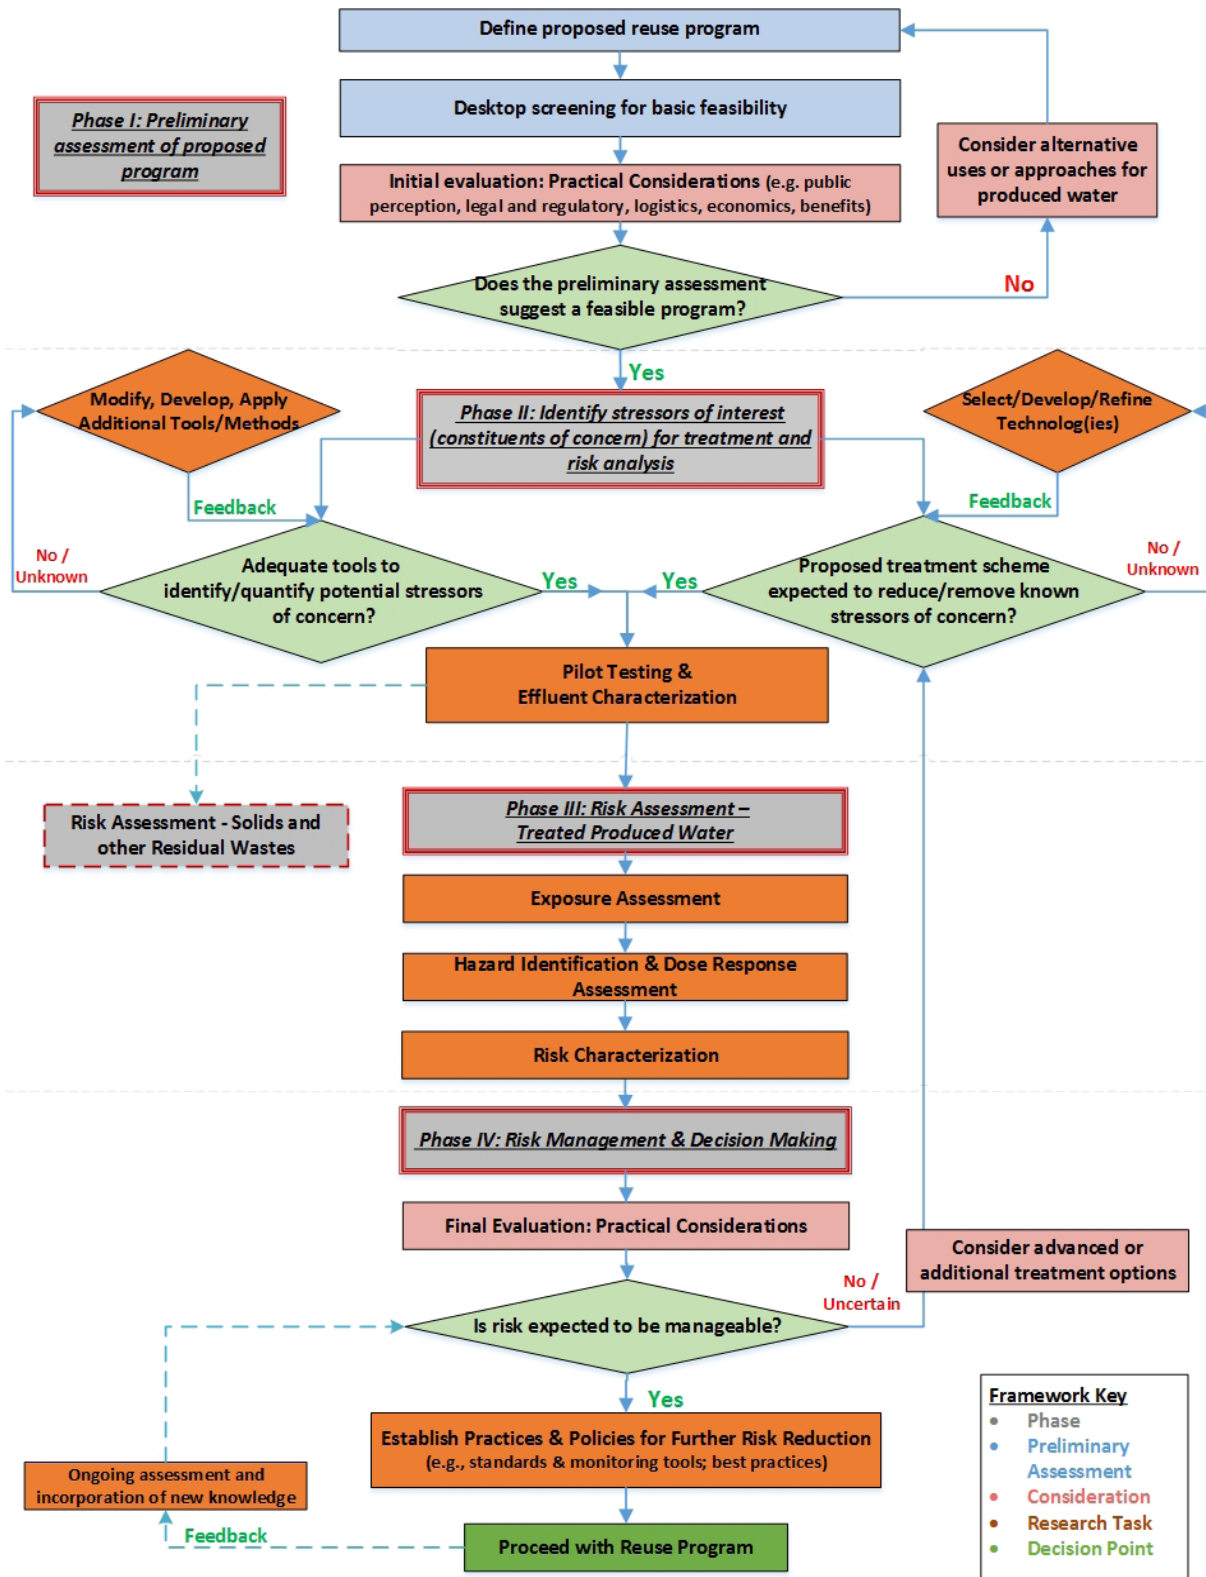 Define proposed reuse program
Desktop screening for basic feasibility
Phase I: Preliminary
assessment of proposed
program
Consider alternative
uses or approaches for
produced water
Initial evaluation: Practical Considerations (e.g. public
perception, legal and regulatory, logistics, economics, benefits)
Does the preliminary assessment
suggest a feasible program?
No
Yes
Modify, Develop, Apply
Additional Tools/Methods
Phase II: Identify stressors of interest
(constituents of concern) for treatment and
risk analysis
Select/Develop/Refine
Technolog(ies)
Feedback
Feedback
No /
Unknown
Adequate tools to
identify/quantify potential stressors
of concern?
Yes
Yes
Proposed treatment scheme
expected to reduce/remove known
stressors of concern?
No /
Unknown
Pilot Testing &
Effluent Characterization
Risk Assessment - Solids and
other Residual Wastes
Phase III: Risk Assessment –
Treated Produced Water
Exposure Assessment
Hazard Identification & Dose Response
Assessment
Risk Characterization
Phase IV: Risk Management & Decision Making
Final Evaluation: Practical Considerations
Consider advanced or
additional treatment options
No /
Uncertain
Is risk expected to be manageable?
Yes
Establish Practices & Policies for Further Risk Reduction
(e.g., standards & monitoring tools; best practices)
Ongoing assessment and
incorporation of new knowledge
Feedback
Proceed with Reuse Program
Framework Key
• Phase
• Preliminary
Assessment
• Consideration
• Research Task
• Decision Point